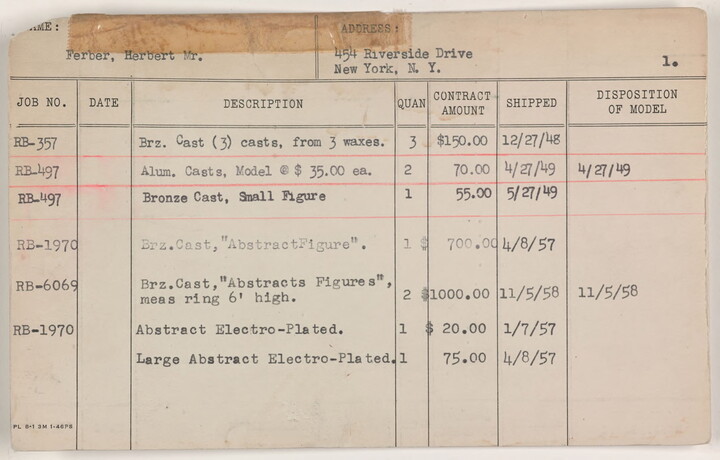 NAME: ADDRESS:
Ferber, Herbert Mr. 454 Riverside Drive
New York, N. Y. 1.
JOB NO. DATE DESCRIPTION QUAN CONTRACT AMOUNT SHIPPED DISPOSITION OF MODEL
RB-357 Brz. Cast (3) casts, from 3 waxes. 3 $150.00 12/27/48
RB-497 Alum. Casts, Model @ $ 35.00 ea. 2 70.00 4/27/49 4/27/49
RB-497 Bronze Cast, Small Figure 1 55.00 5/27/49
RB-1970 Brz.Cast,"AbstractFigure". 1 $ 700.00 4/8/57
RB-6069 Brz.Cast,"Abstracts Figures",
meas ring 6' high. 2 $1000.00 11/5/58 11/5/58
RB-1970 Abstract Electro-Plated. 1 $ 20.00 1/7/57
Large Abstract Electro-Plated. 1 75.00 4/8/57